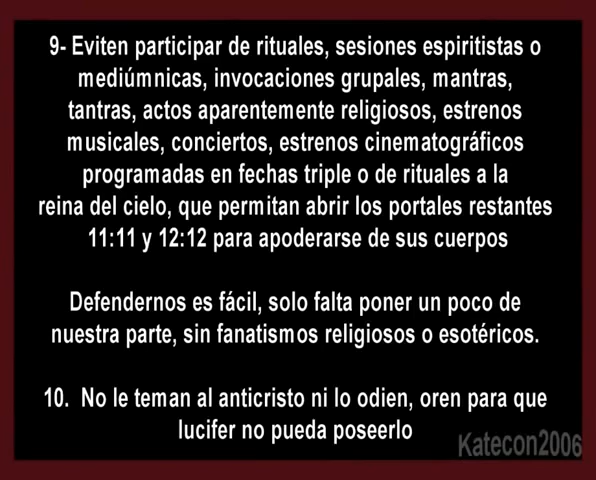 9- Eviten participar de rituales, sesiones espiritistas o
mediúmnicas, invocaciones grupales, mantras,
tantras, actos aparentemente religiosos, estrenos
musicales, conciertos, estrenos cinematográficos
programadas en fechas triple o de rituales a la
reina del cielo, que permitan abrir los portales restantes
11:11 y 12:12 para apoderarse de sus cuerpos
Defendernos es fácil, solo falta poner un poco de
nuestra parte, sin fanatismos religiosos o esotéricos.
10. No le teman al anticristo ni lo odien, oren para que
lucifer no pueda poseerlo
Katecon2006